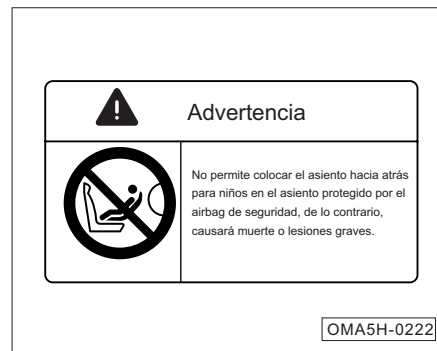 Advertencia
No permite colocar el asiento hacia atrás
para niños en el asiento protegido por el
airbag de seguridad, de lo contrario,
causará muerte o lesiones graves.
OMA5H-0222